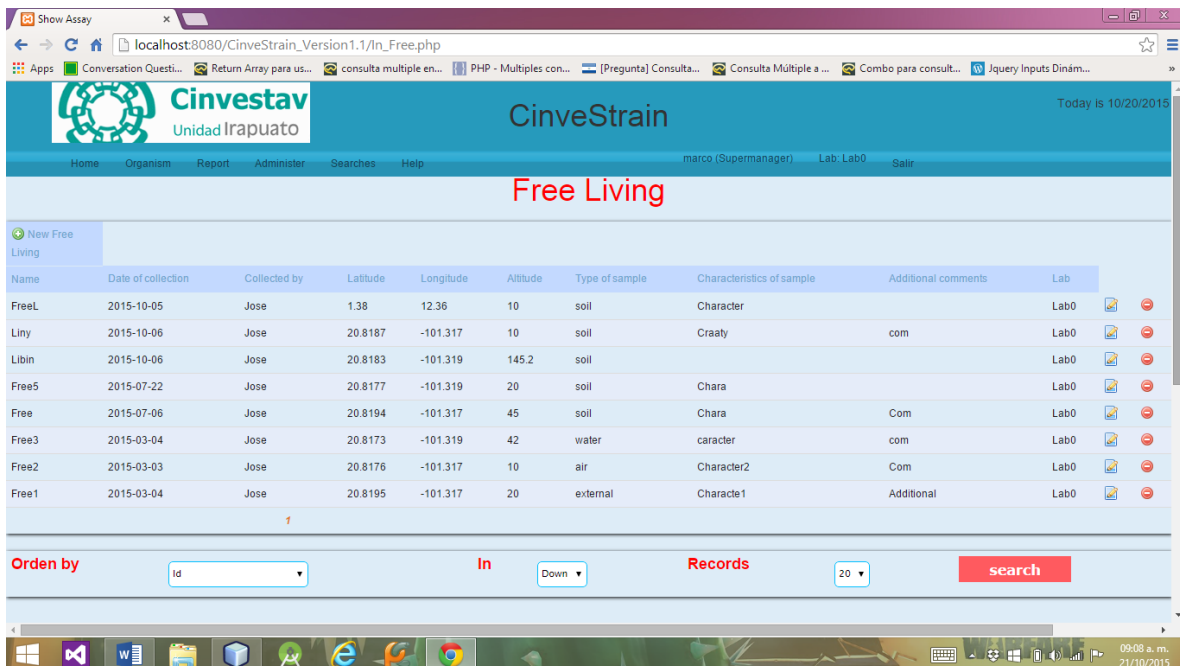 Show Assay
localhost:8080/CinveStrain_Version1.1/In_Free.php
Apps Conversation Questi... Return Array para us... consulta multiple en... PHP - Multiples con... [Pregunta] Consulta... Consulta Múltiple a ... Combo para consult... Jquery Inputs Dinám... »
Cinvestav
Unidad Irapuato
CinveStrain
Today is 10/20/2015
Home Organism Report Administer Searches Help marco (Supermanager) Lab: Lab0 Salir
Free Living
New Free
Living
Name Date of collection Collected by Latitude Longitude Altitude Type of sample Characteristics of sample Additional comments Lab
FreeL 2015-10-05 Jose 1.38 12.36 10 soil Character Lab0
Liny 2015-10-06 Jose 20.8187 -101.317 10 soil Craaty com Lab0
Libin 2015-10-06 Jose 20.8183 -101.319 145.2 soil Lab0
Free5 2015-07-22 Jose 20.8177 -101.319 20 soil Chara Lab0
Free 2015-07-06 Jose 20.8194 -101.317 45 soil Chara Com Lab0
Free3 2015-03-04 Jose 20.8173 -101.319 42 water caracter com Lab0
Free2 2015-03-03 Jose 20.8176 -101.317 10 air Character2 Com Lab0
Free1 2015-03-04 Jose 20.8195 -101.317 20 external Characte1 Additional Lab0
1
Orden by Id In Down Records 20 search
09:08 a. m.
21/10/2015